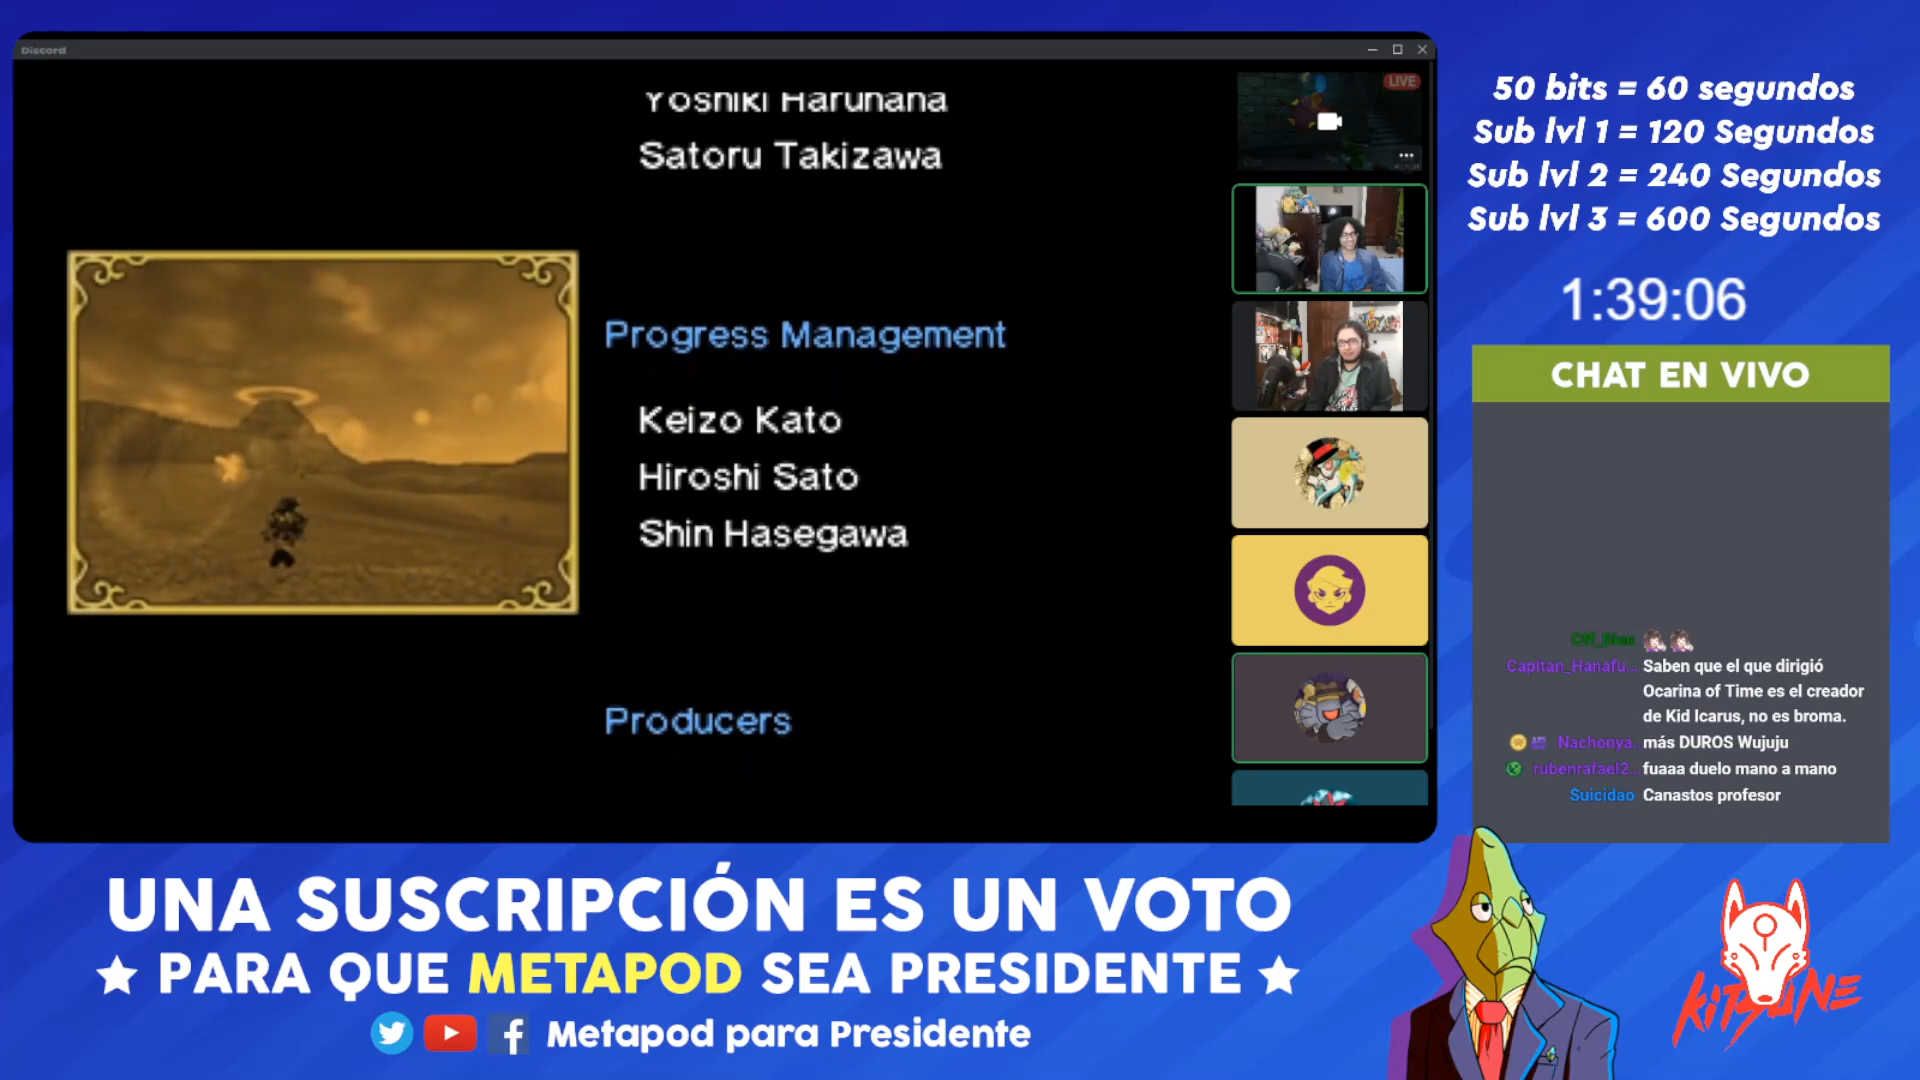 Discord
Yoshiki Haruhana
Satoru Takizawa
Progress Management
Keizo Kato
Hiroshi Sato
Shin Hasegawa
Producers
LIVE
50 bits = 60 segundos
Sub lvl 1 = 120 Segundos
Sub lvl 2 = 240 Segundos
Sub lvl 3 = 600 Segundos
1:39:06
CHAT EN VIVO
Capitan_Hanafu... Saben que el que dirigió
Ocarina of Time es el creador
de Kid Icarus, no es broma.
Nachonya... más DUROS Wujuju
rubenrafael2... fuaaa duelo mano a mano
Suicidao Canastos profesor
UNA SUSCRIPCIÓN ES UN VOTO
★ PARA QUE METAPOD SEA PRESIDENTE ★
Metapod para Presidente
KITSUNE